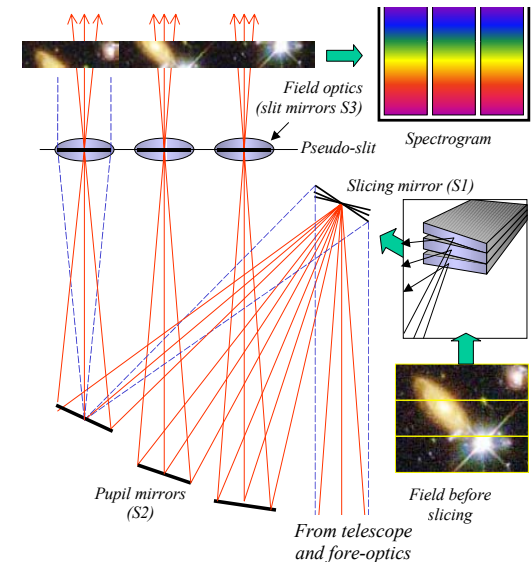 Field optics
(slit mirrors S3)
Spectrogram
Pseudo-slit
Slicing mirror (S1)
Pupil mirrors
(S2)
Field before
slicing
From telescope
and fore-optics